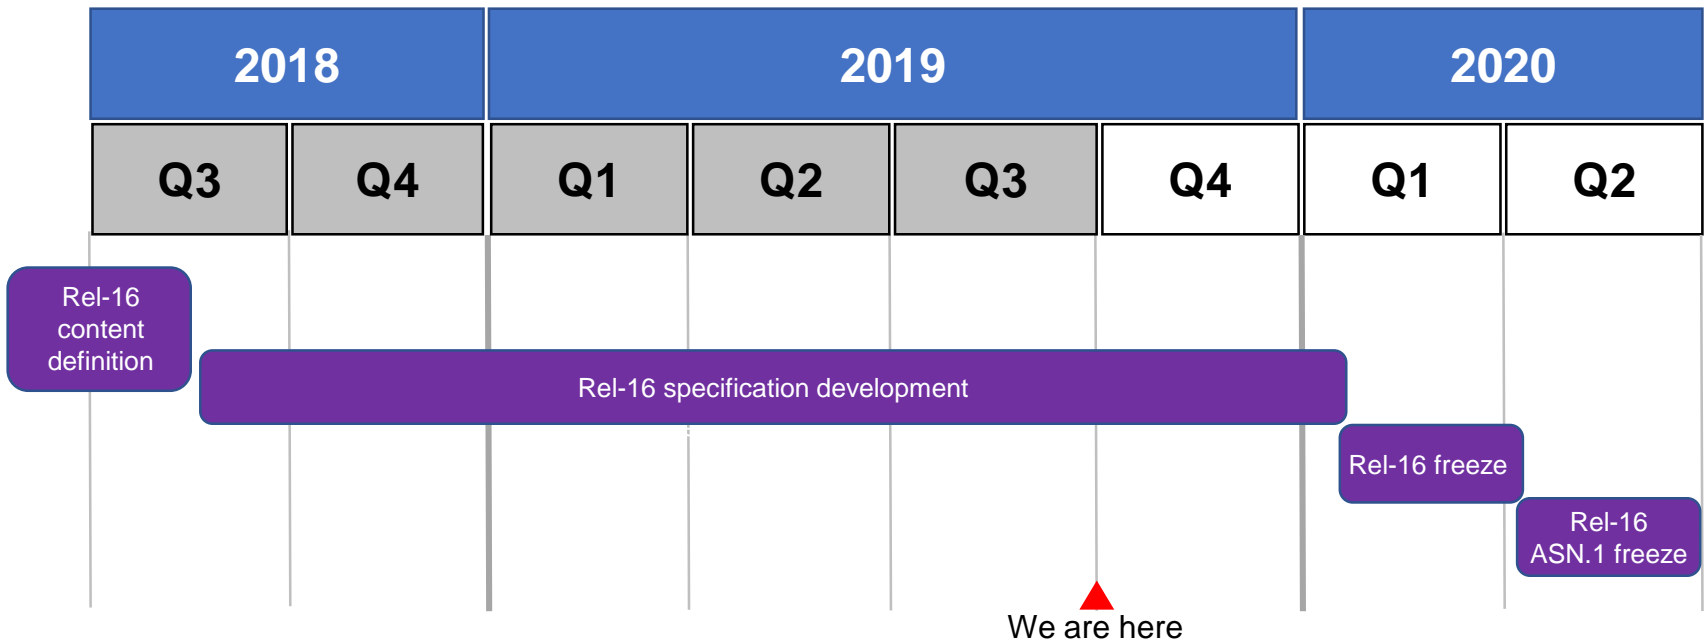 2018 2019 2020
Q3 Q4 Q1 Q2 Q3 Q4 Q1 Q2
Rel-16
content
definition
Rel-16 specification development
Rel-16 freeze
Rel-16
ASN.1 freeze
We are here